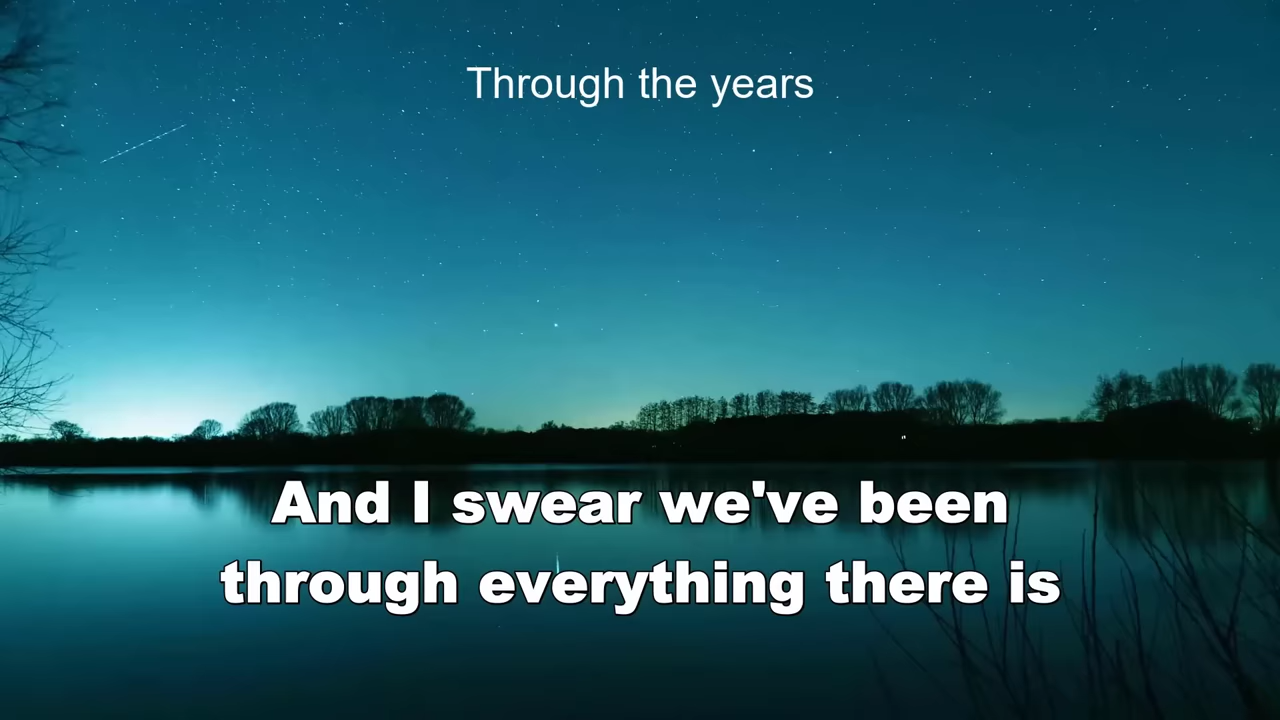 Through the years
And I swear we've been
through everything there is